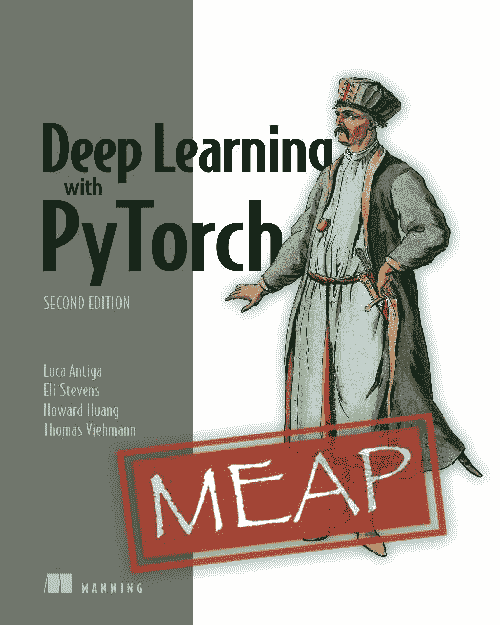 Deep Learning
with
PyTorch
SECOND EDITION
Luca Antiga
Eli Stevens
Howard Huang
Thomas Viehmann
MEAP
MANNING